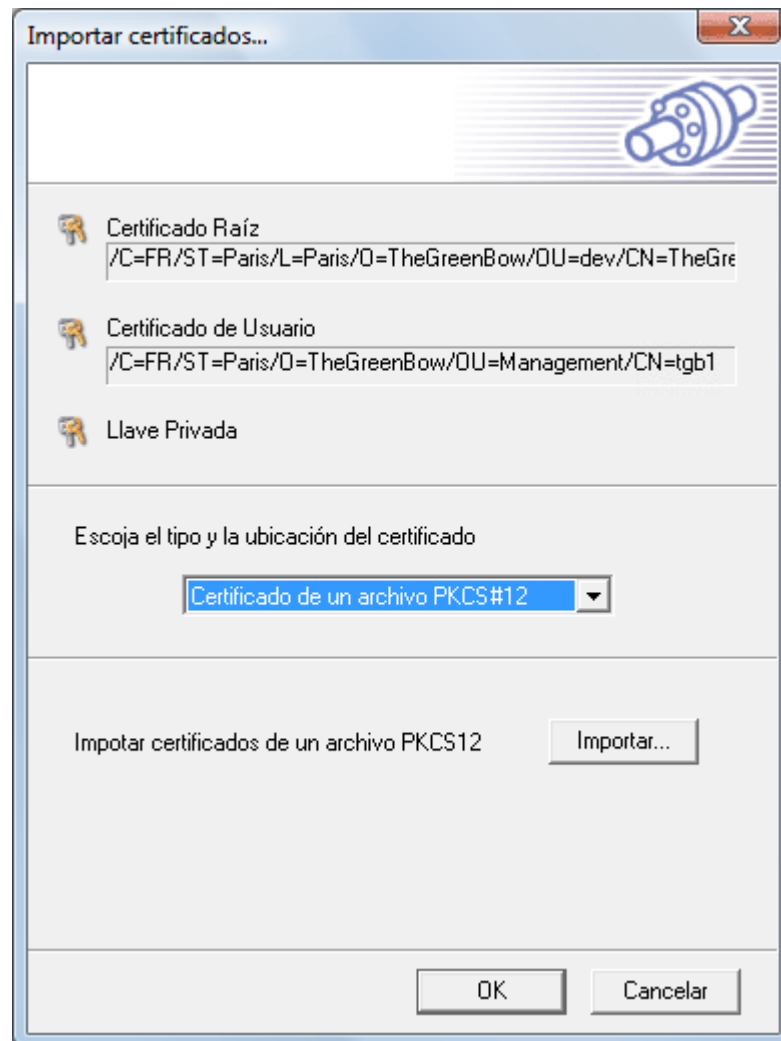 Importar certificados...
Certificado Raíz
/C=FR/ST=Paris/L=Paris/O=TheGreenBow/OU=dev/CN=TheGre
Certificado de Usuario
/C=FR/ST=Paris/O=TheGreenBow/OU=Management/CN=tgb1
Llave Privada
Escoja el tipo y la ubicación del certificado
Certificado de un archivo PKCS#12
Impotar certificados de un archivo PKCS12
Importar...
OK
Cancelar